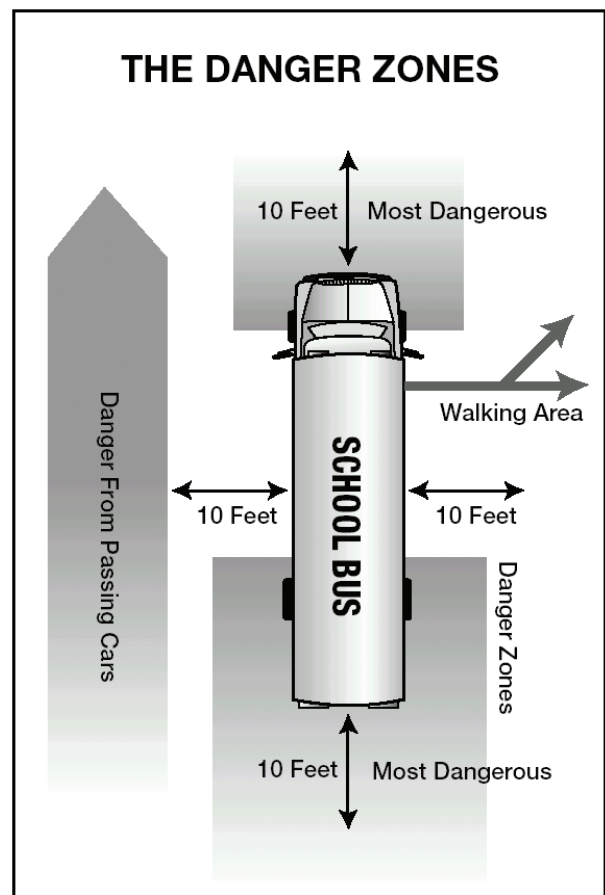 THE DANGER ZONES
10 Feet
Most Dangerous
Walking Area
Danger From Passing Cars
SCHOOL BUS
10 Feet
10 Feet
Danger Zones
10 Feet
Most Dangerous